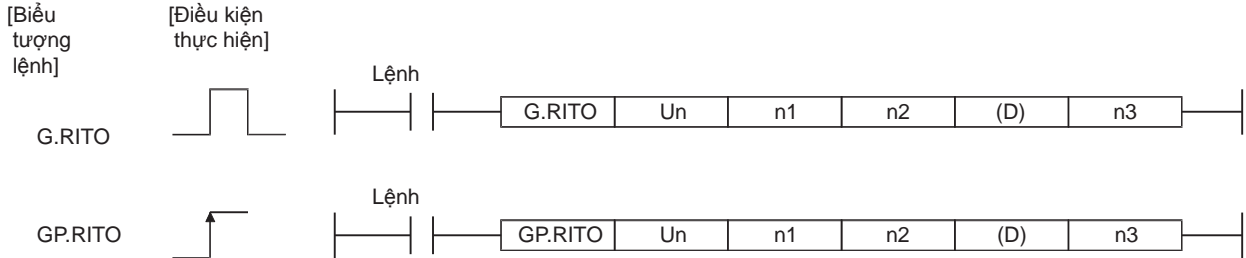 [Biểu
tượng
lệnh]
[Điều kiện
thực hiện]
Lệnh
G.RITO
G.RITO Un n1 n2 (D) n3
Lệnh
GP.RITO
GP.RITO Un n1 n2 (D) n3